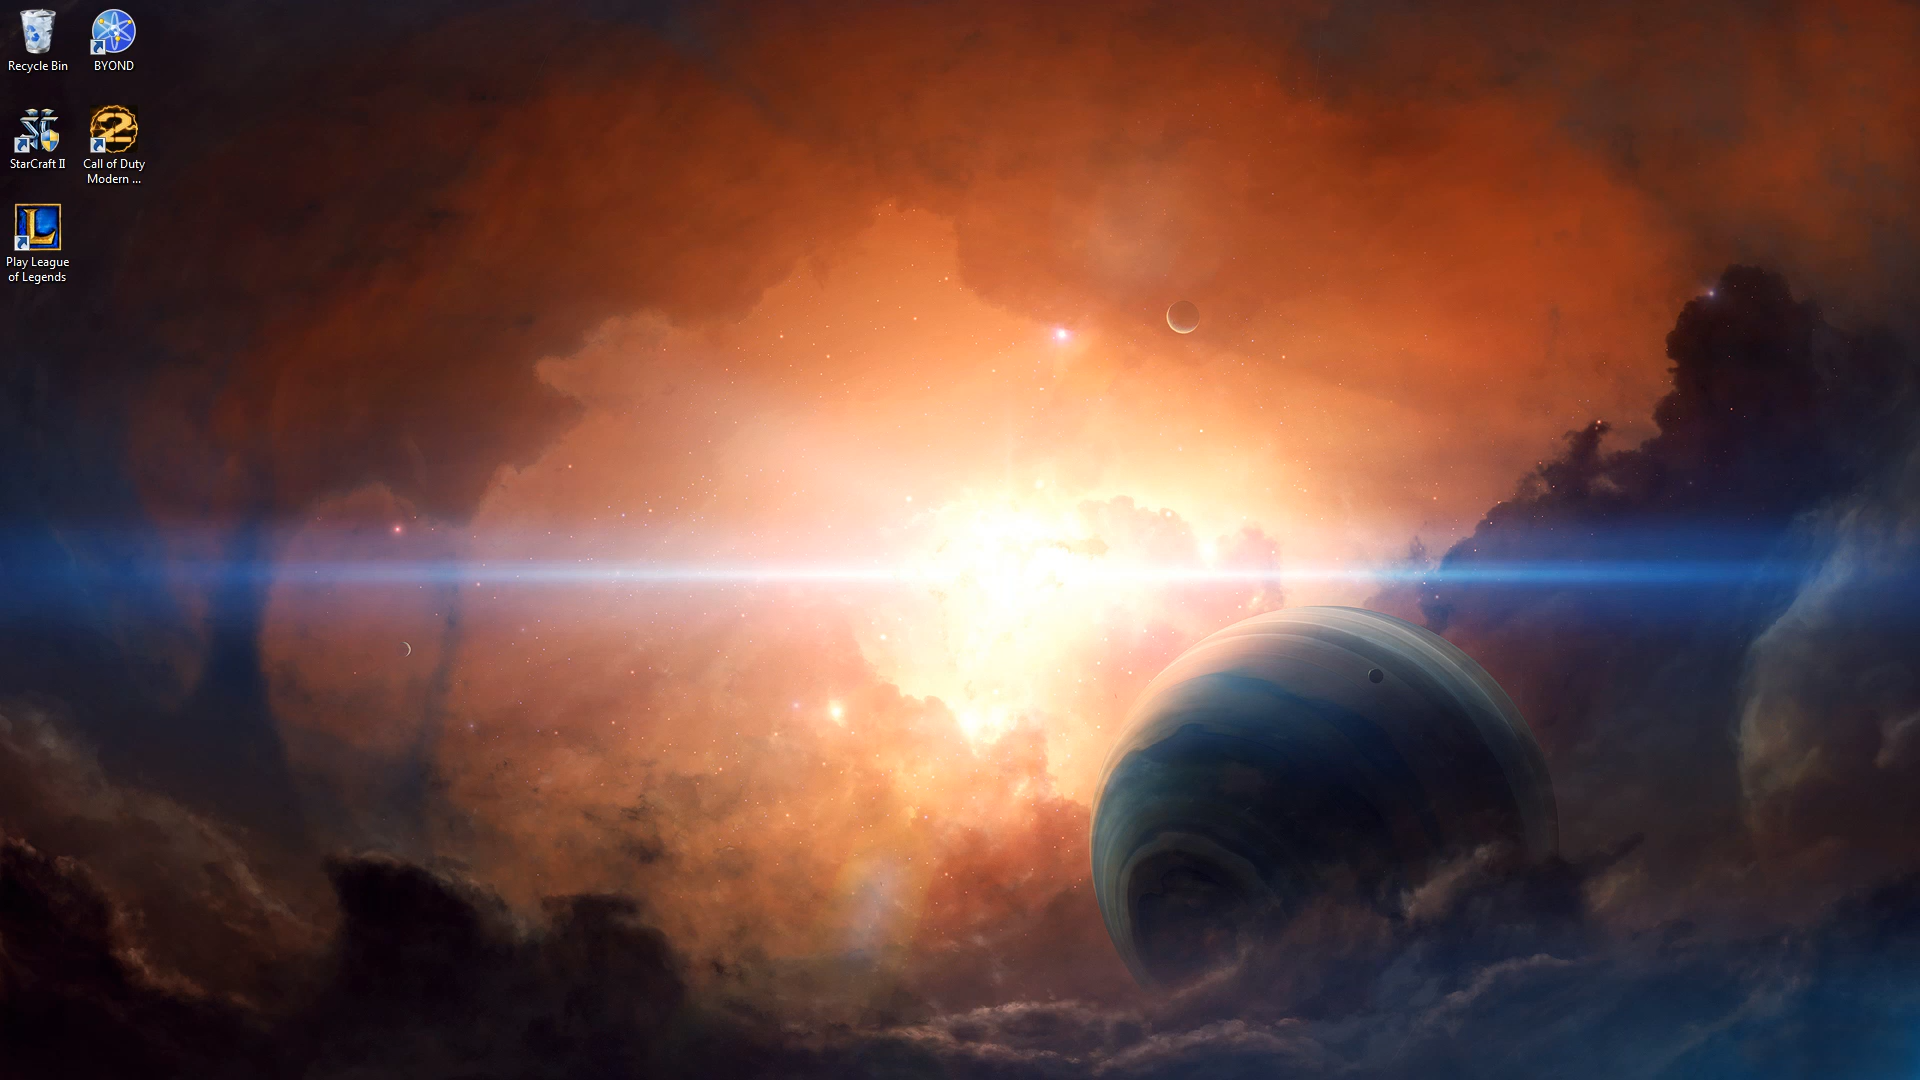 Recycle Bin
BYOND
StarCraft II
Call of Duty
Modern ...
Play League
of Legends